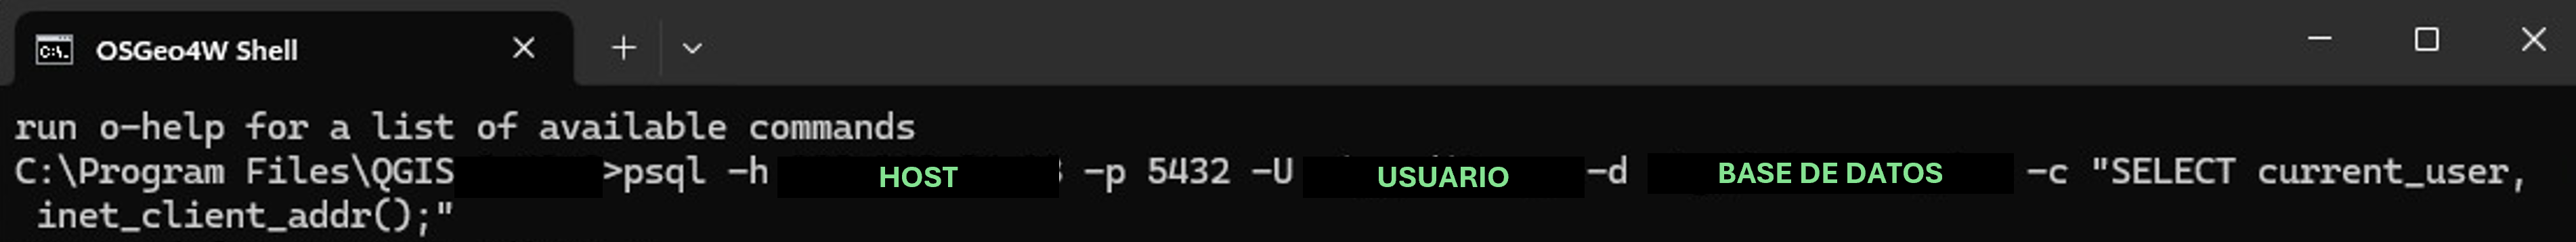 OSGeo4W Shell
run o-help for a list of available commands
C:\Program Files\QGIS >psql -h HOST -p 5432 -U USUARIO -d BASE DE DATOS -c "SELECT current_user,
inet_client_addr();"